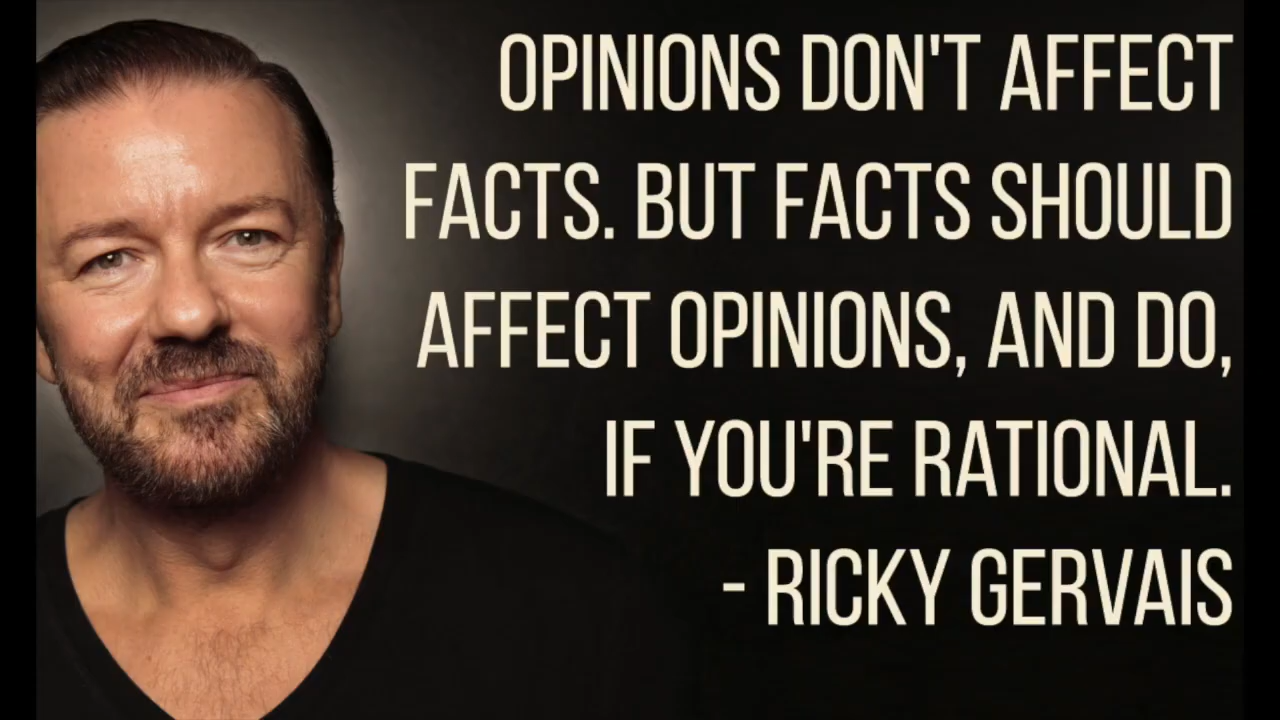 OPINIONS DON'T AFFECT
FACTS. BUT FACTS SHOULD
AFFECT OPINIONS, AND DO,
IF YOU'RE RATIONAL.
- RICKY GERVAIS